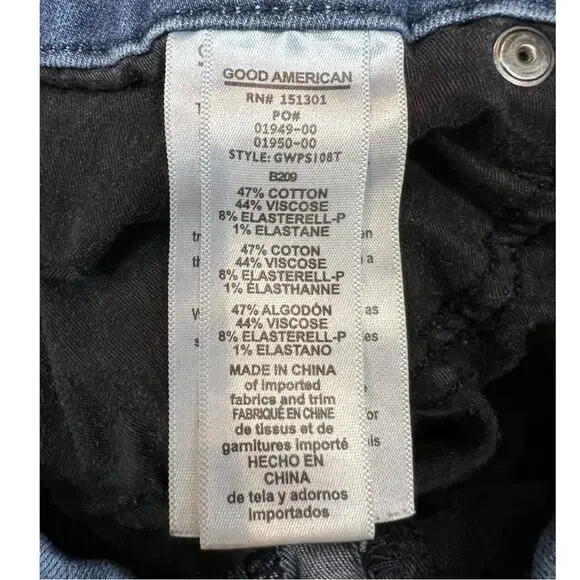 GOOD AMERICAN
RN# 151301
PO#
01949-00
01950-00
STYLE: GWPS108T
B209
47% COTTON
44% VISCOSE
8% ELASTERELL-P
1% ELASTANE
47% COTON
44% VISCOSE
8% ELASTERELL-P
1% ELASTHANNE
47% ALGODÓN
44% VISCOSE
8% ELASTERELL-P
1% ELASTANO
MADE IN CHINA
of imported
fabrics and trim
FABRIQUÉ EN CHINE
de tissus et de
garnitures importé
HECHO EN
CHINA
de tela y adornos
importados